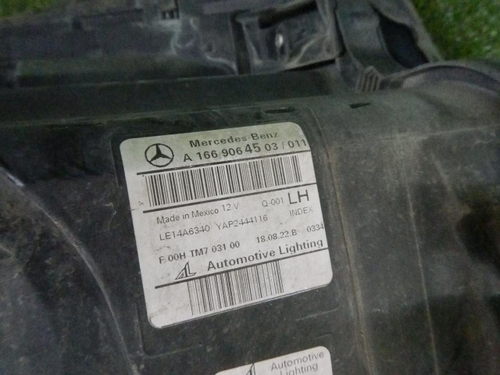 Mercedes-Benz
A 166 906 45 03 / 011
Made in Mexico 12 V Q-001 LH
LE14A6340 YAP2444116 INDEX
F 00H TM7 031 00 18.08.22.B 0334
AL Automotive Lighting
Automotive
Lighting